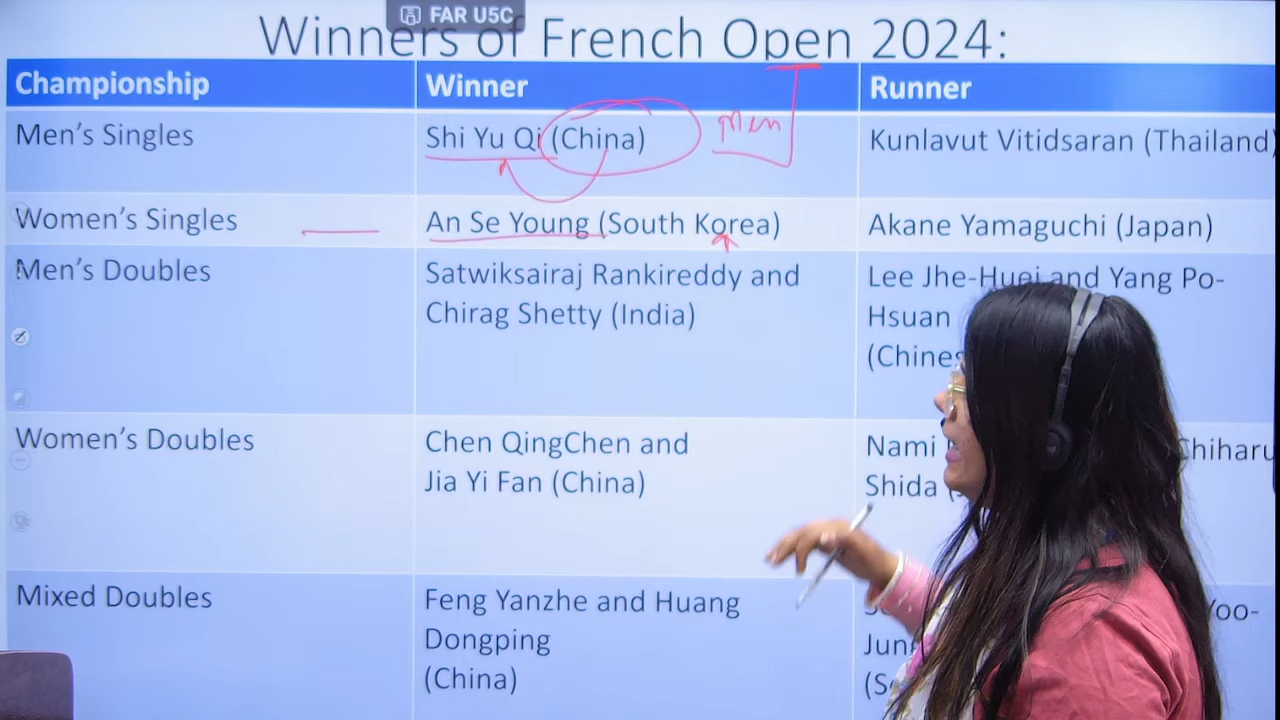 FAR U5C
Winners of French Open 2024:
Championship
Winner
Runner
Men's Singles
Shi Yu Qi (China)
Men
Kunlavut Vitidsaran (Thailand)
Women's Singles
An Se Young (South Korea)
Akane Yamaguchi (Japan)
Men's Doubles
Satwiksairaj Rankireddy and
Chirag Shetty (India)
Lee Jhe-Huei and Yang Po-
Hsuan
Women's Doubles
Chen QingChen and
Jia Yi Fan (China)
Nami Chiharu
Shida
Mixed Doubles
Feng Yanzhe and Huang
Dongping
(China)